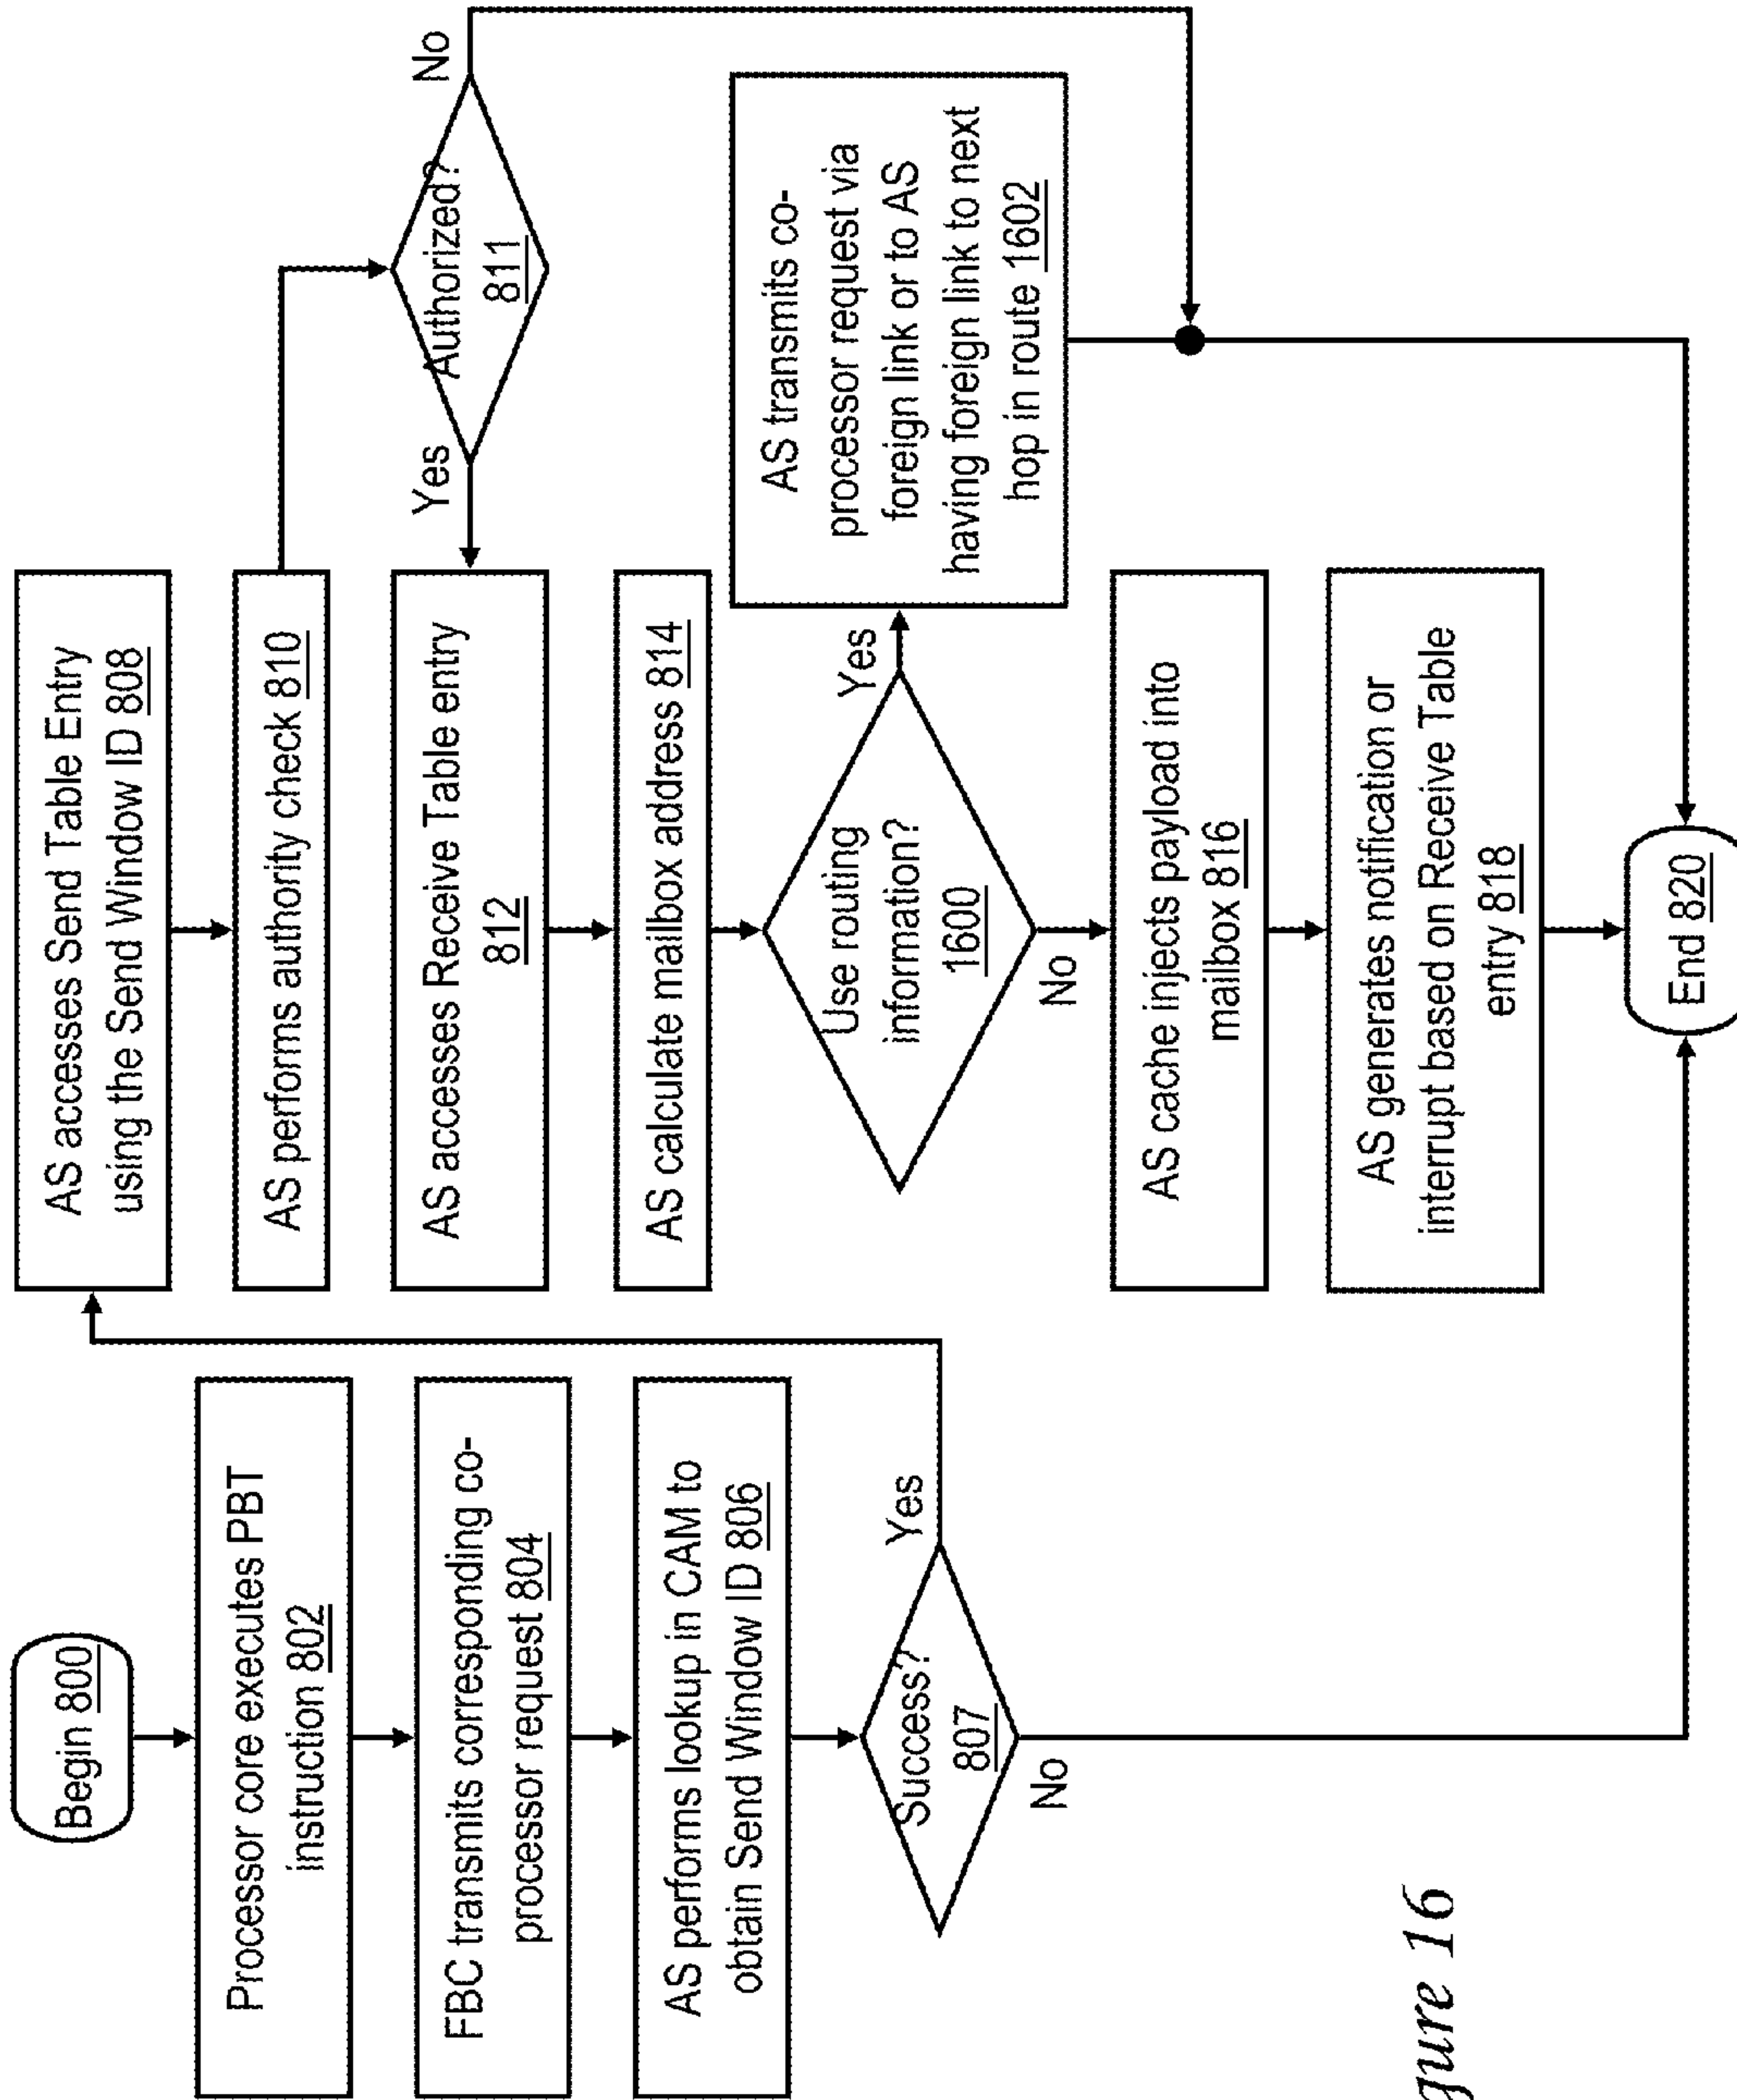 Begin 800
Processor core executes PBT
instruction 802
FBC transmits corresponding co-
processor request 804
AS performs lookup in CAM to
obtain Send Window ID 806
Success?
807
Yes
No
AS accesses Send Table Entry
using the Send Window ID 808
AS performs authority check 810
Authorized?
811
Yes
No
AS accesses Receive Table entry
812
AS calculate mailbox address 814
Use routing
information?
1600
Yes
No
AS transmits co-
processor request via
foreign link or to AS
having foreign link to next
hop in route 1602
AS cache injects payload into
mailbox 816
AS generates notification or
interrupt based on Receive Table
entry 818
End 820
gure 16